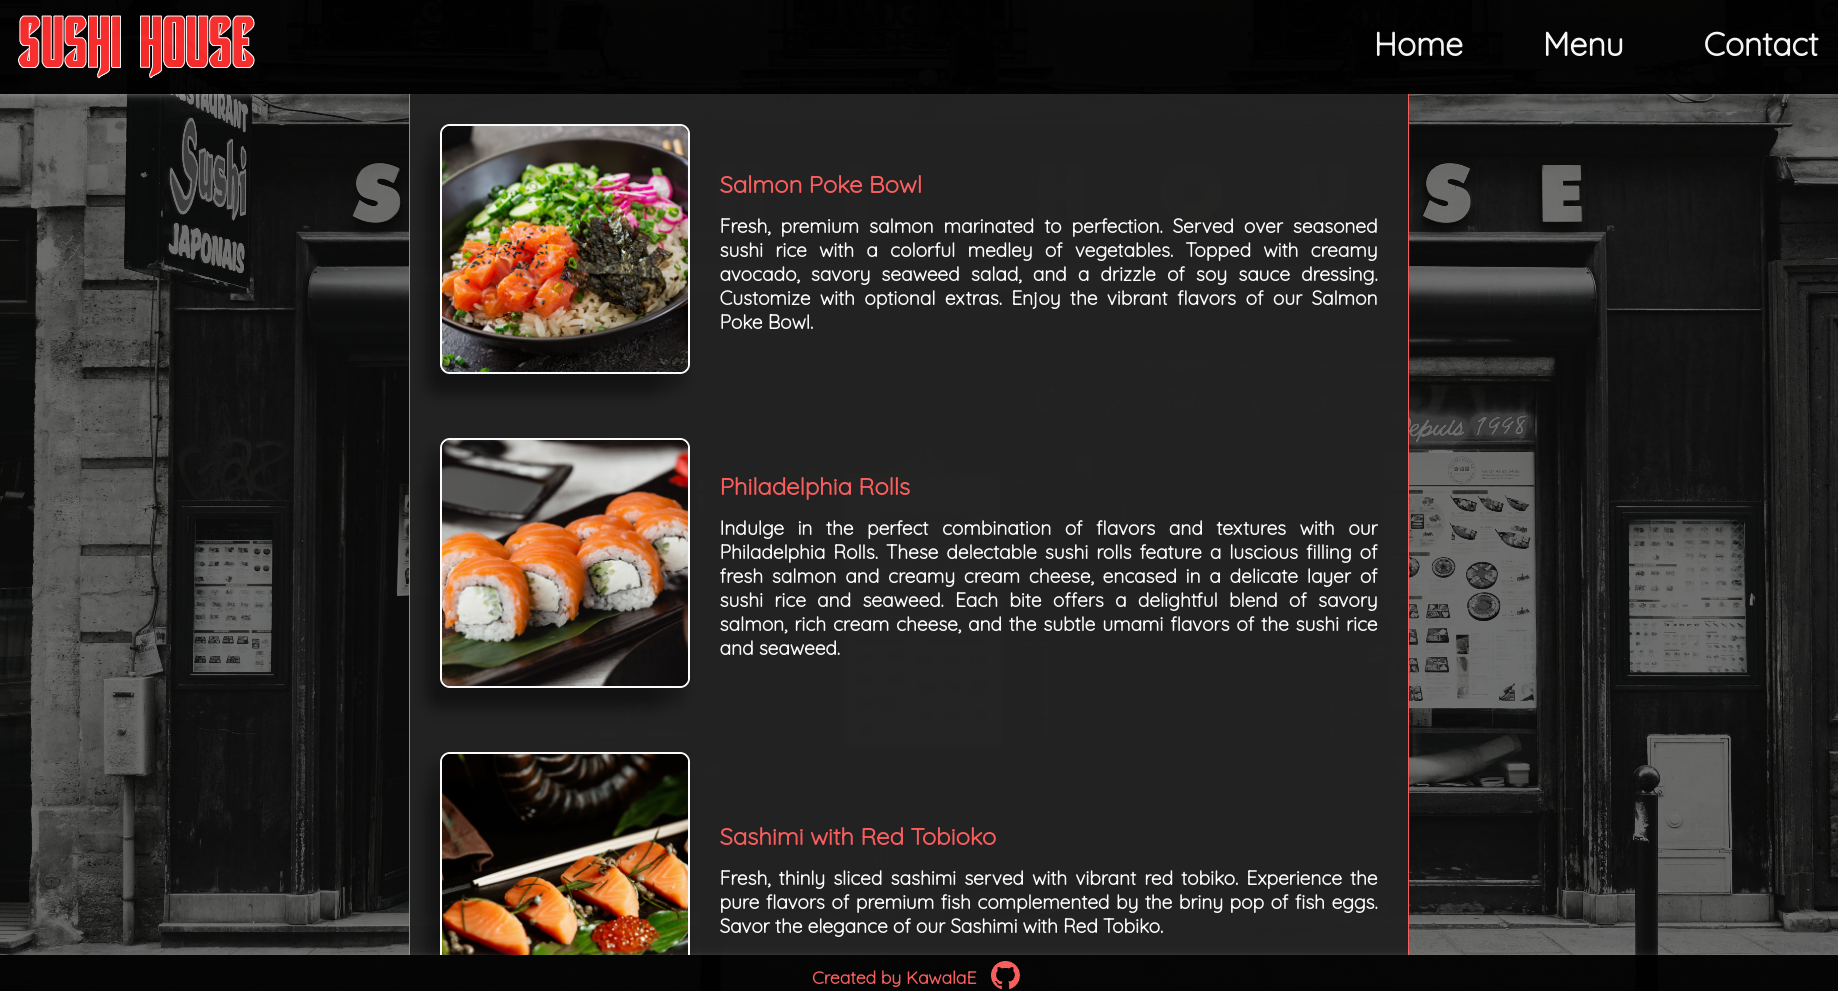 SUSHI HOUSE
Home
Menu
Contact
RESTAURANT
Sushi
JAPONAIS
S
S E
Salmon Poke Bowl
Fresh, premium salmon marinated to perfection. Served over seasoned
sushi rice with a colorful medley of vegetables. Topped with creamy
avocado, savory seaweed salad, and a drizzle of soy sauce dressing.
Customize with optional extras. Enjoy the vibrant flavors of our Salmon
Poke Bowl.
Depuis 1998
Philadelphia Rolls
Indulge in the perfect combination of flavors and textures with our
Philadelphia Rolls. These delectable sushi rolls feature a luscious filling of
fresh salmon and creamy cream cheese, encased in a delicate layer of
sushi rice and seaweed. Each bite offers a delightful blend of savory
salmon, rich cream cheese, and the subtle umami flavors of the sushi rice
and seaweed.
Sashimi with Red Tobioko
Fresh, thinly sliced sashimi served with vibrant red tobiko. Experience the
pure flavors of premium fish complemented by the briny pop of fish eggs.
Savor the elegance of our Sashimi with Red Tobiko.
Created by KawalaE